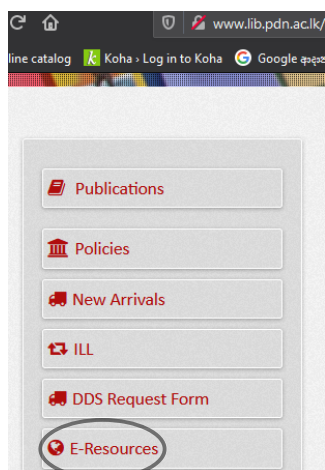 www.lib.pdn.ac.lk/
line catalog Koha › Log in to Koha Google
Publications
Policies
New Arrivals
ILL
DDS Request Form
E-Resources